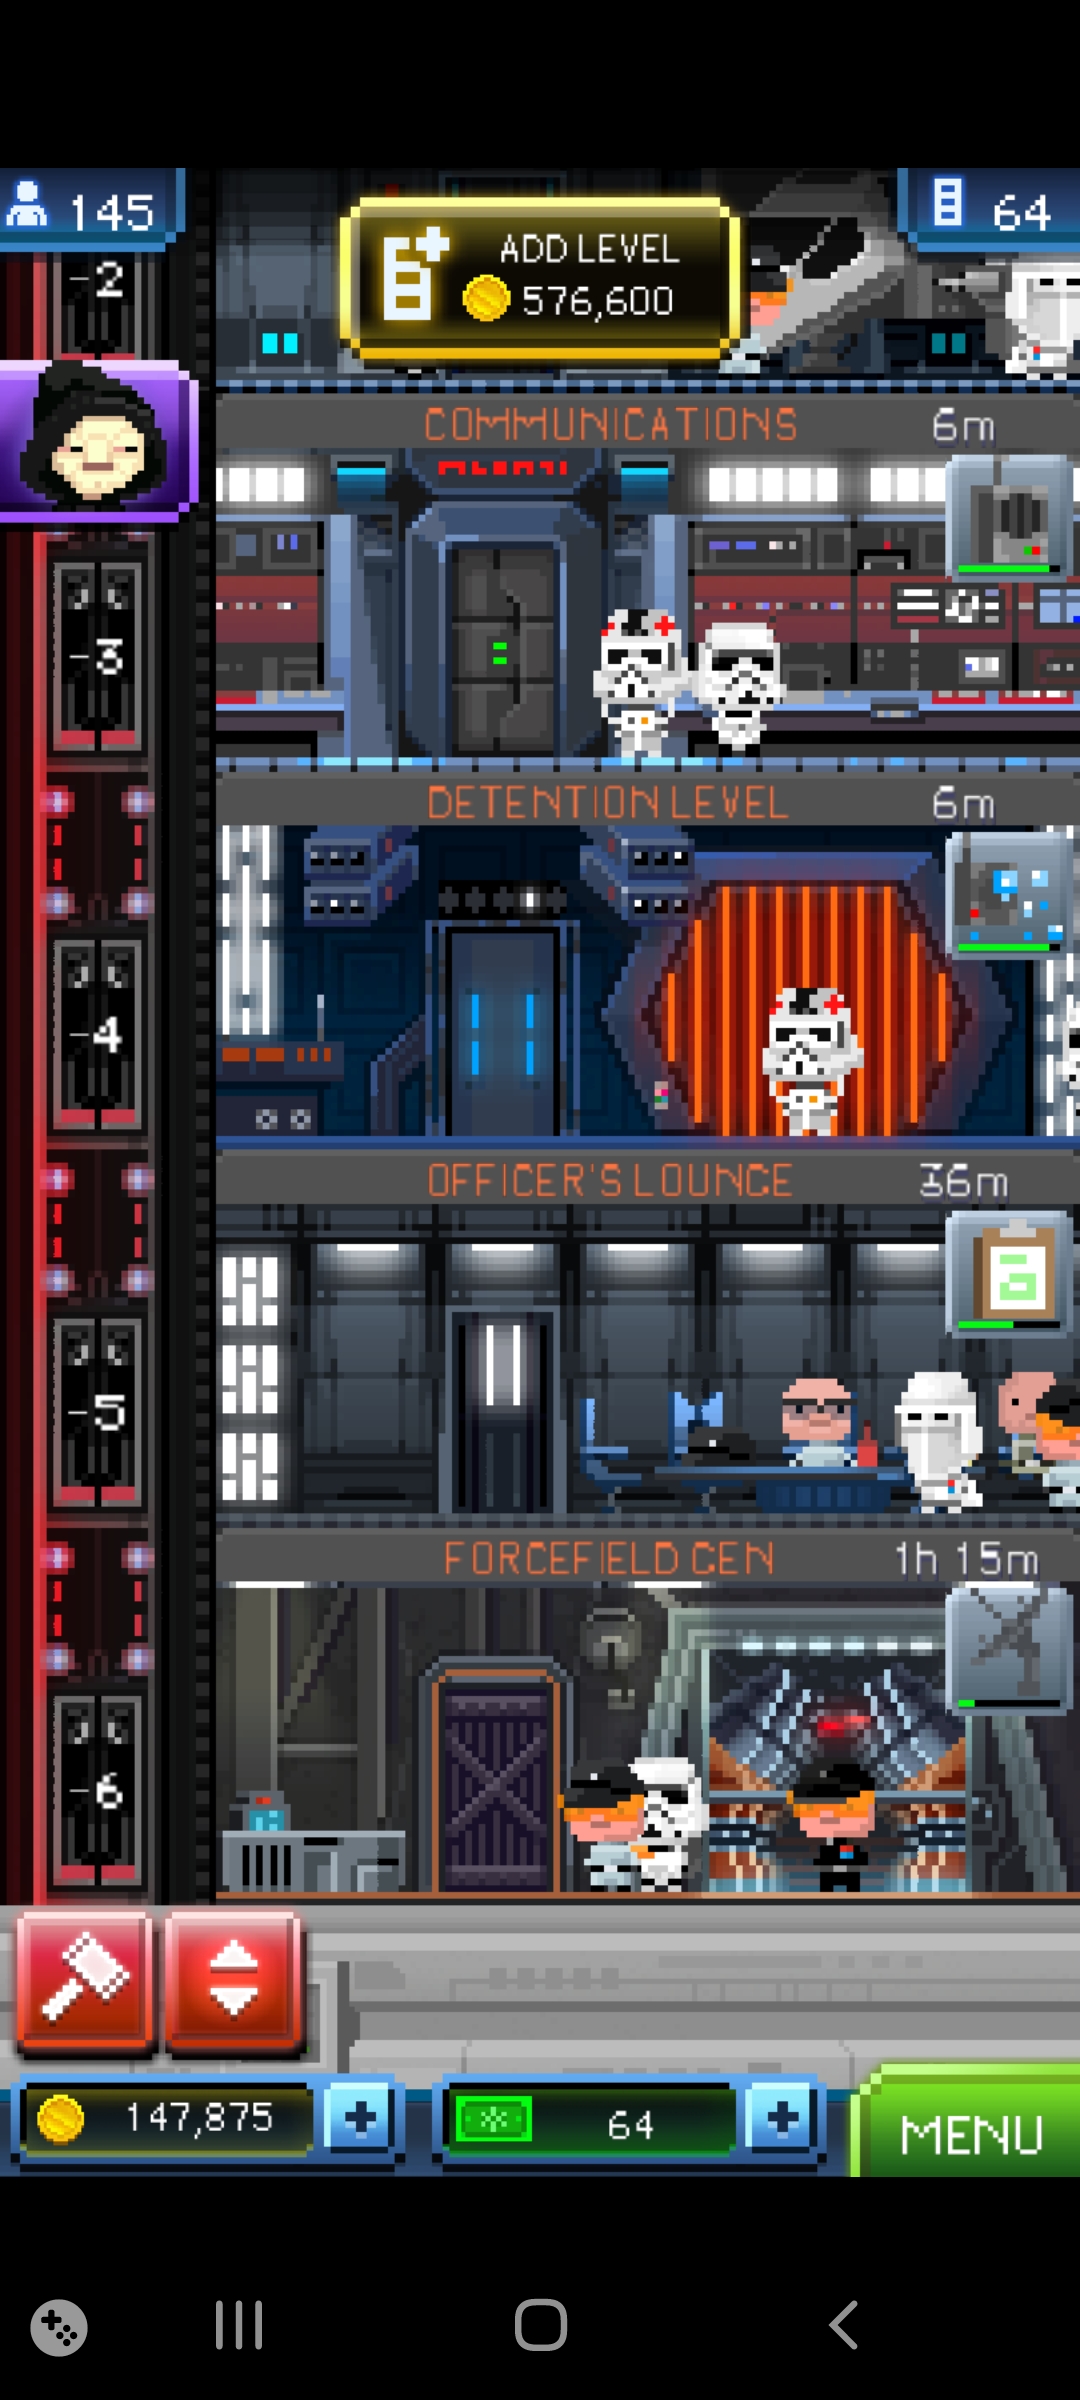 145
ADD LEVEL
576,600
64
-2
COMMUNICATIONS 6m
-3
DETENTION LEVEL 6m
-4
OFFICER'S LOUNGE 36m
-5
FORCEFIELD GEN 1h 15m
-6
147,875
64
MENU